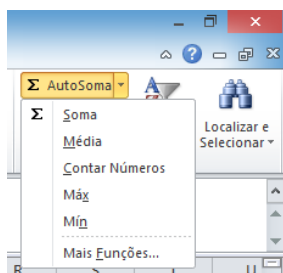 Σ AutoSoma
Σ Soma
Média
Contar Números
Máx
Mín
Mais Funções...
Localizar e
Selecionar
R S T U